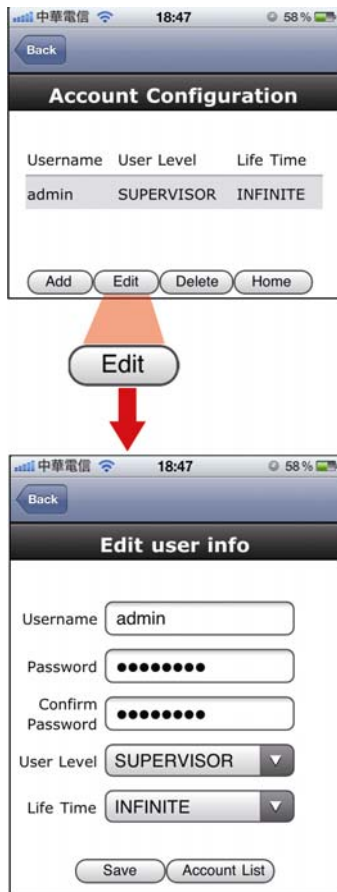 中華電信 18:47 58%
Back
Account Configuration
Username User Level Life Time
admin SUPERVISOR INFINITE
Add Edit Delete Home
Edit
中華電信 18:47 58%
Back
Edit user info
Username admin
Password ●●●●●●●●
Confirm
Password ●●●●●●●●
User Level SUPERVISOR
Life Time INFINITE
Save Account List